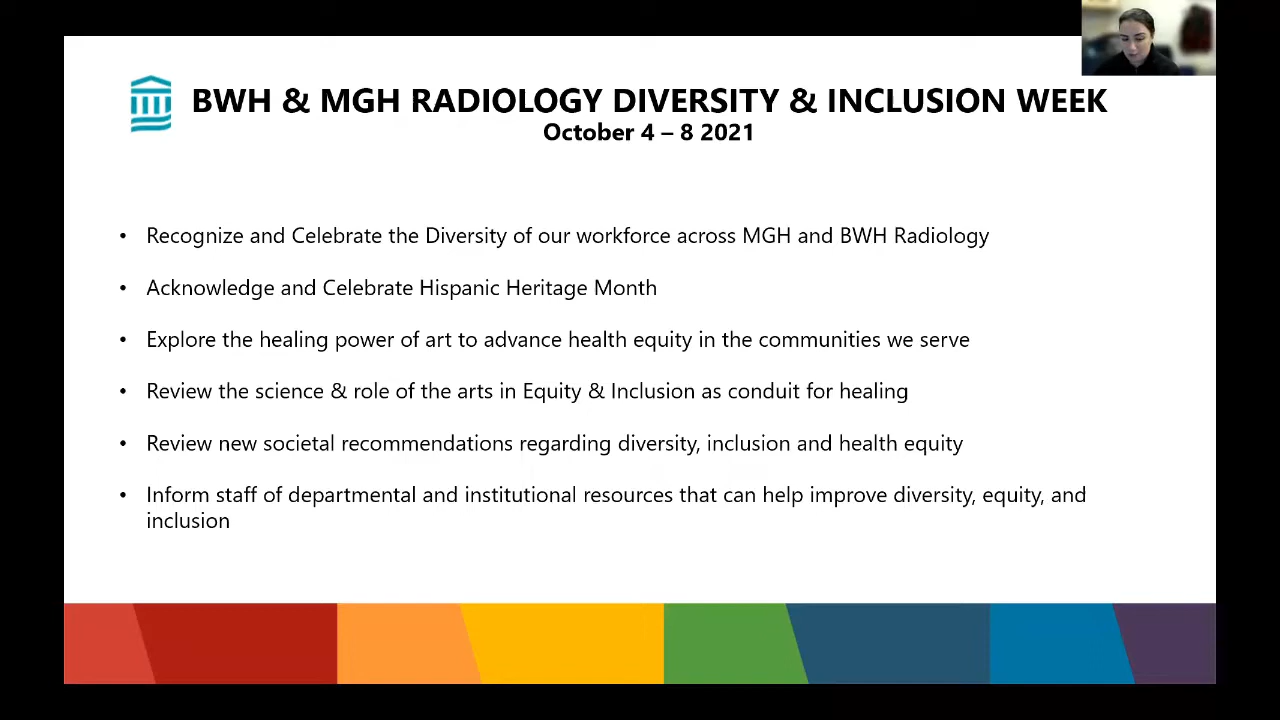 BWH & MGH RADIOLOGY DIVERSITY & INCLUSION WEEK
October 4 – 8 2021
• Recognize and Celebrate the Diversity of our workforce across MGH and BWH Radiology
• Acknowledge and Celebrate Hispanic Heritage Month
• Explore the healing power of art to advance health equity in the communities we serve
• Review the science & role of the arts in Equity & Inclusion as conduit for healing
• Review new societal recommendations regarding diversity, inclusion and health equity
• Inform staff of departmental and institutional resources that can help improve diversity, equity, and
inclusion